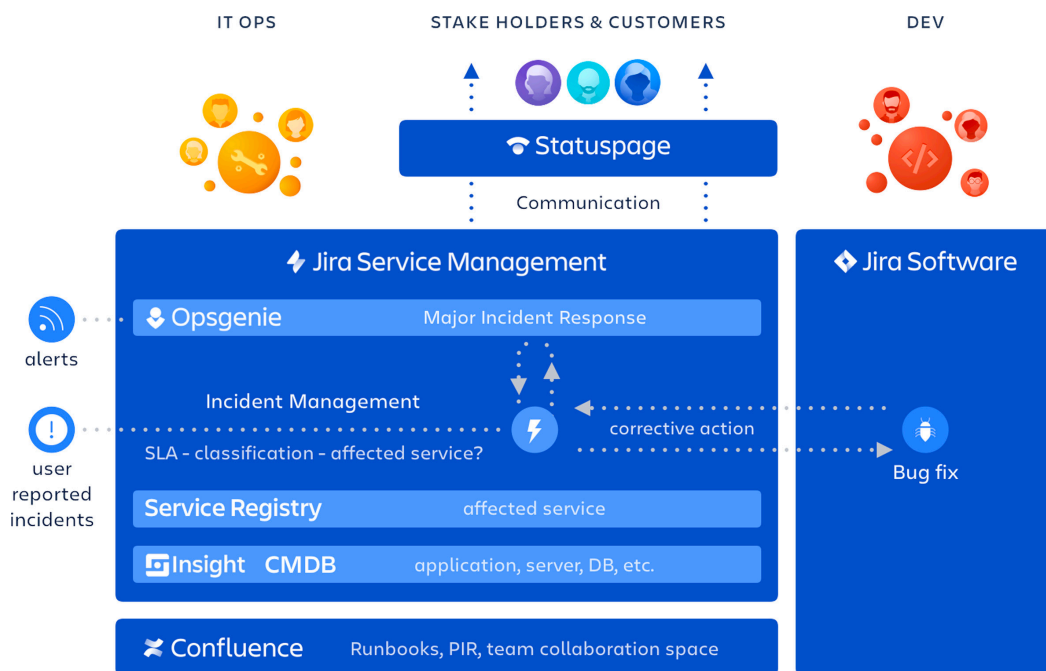 IT OPS
STAKE HOLDERS & CUSTOMERS
DEV
Statuspage
Communication
Jira Service Management
Jira Software
Opsgenie Major Incident Response
alerts
Incident Management
corrective action
SLA - classification - affected service?
user
reported
incidents
Bug fix
Service Registry affected service
Insight CMDB application, server, DB, etc.
Confluence Runbooks, PIR, team collaboration space